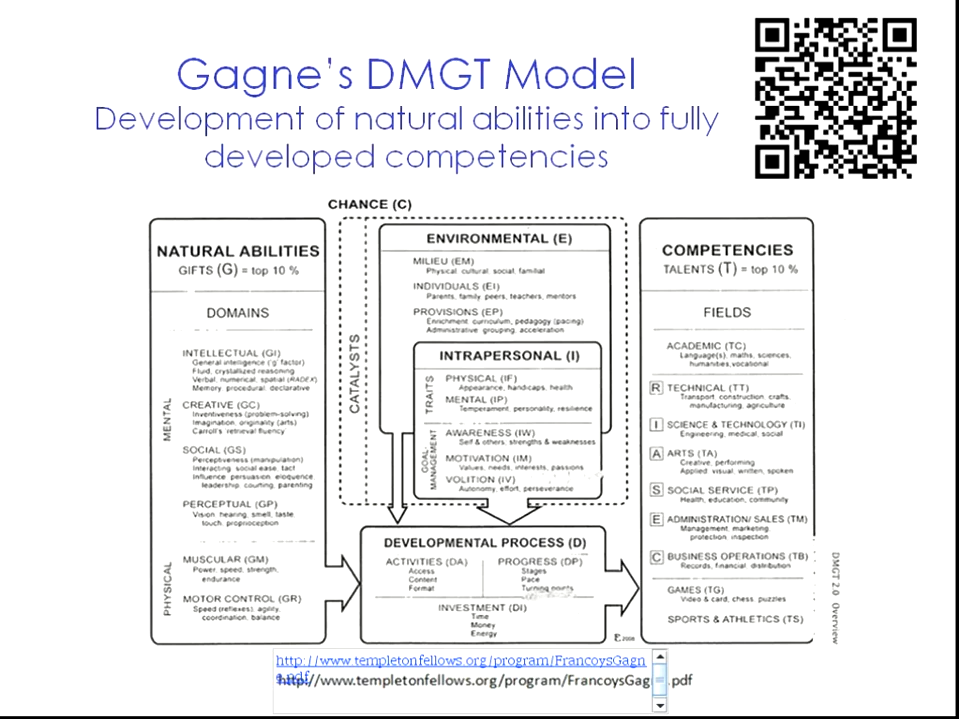 Gagne's DMGT Model
Development of natural abilities into fully
developed competencies
CHANCE (C)
NATURAL ABILITIES
GIFTS (G) = top 10 %
DOMAINS
MENTAL
INTELLECTUAL (GI)
General intelligence ('g' factor)
Fluid, crystallized reasoning
Verbal, numerical, spatial (RADEX)
Memory: procedural, declarative
CREATIVE (GC)
Inventiveness (problem-solving)
Imagination, originality (arts)
Carroll's 'retrieval fluency'
SOCIAL (GS)
Perceptiveness (manipulation)
Interacting: social ease, tact
Influence: persuasion, eloquence
leadership, courting, parenting
PERCEPTUAL (GP)
Vision, hearing, smell, taste,
touch, proprioception
PHYSICAL
MUSCULAR (GM)
Power, speed, strength,
endurance
MOTOR CONTROL (GR)
Speed (reflexes), agility,
coordination, balance
CATALYSTS
ENVIRONMENTAL (E)
MILIEU (EM)
Physical, cultural, social, familial
INDIVIDUALS (EI)
Parents, family, peers, teachers, mentors
PROVISIONS (EP)
Enrichment: curriculum, pedagogy (pacing)
Administrative: grouping, acceleration
INTRAPERSONAL (I)
TRAITS
PHYSICAL (IF)
Appearance, handicaps, health
MENTAL (IP)
Temperament, personality, resilience
GOAL-
MANAGEMENT
AWARENESS (IW)
Self & others, strengths & weaknesses
MOTIVATION (IM)
Values, needs, interests, passions
VOLITION (IV)
Autonomy, effort, perseverance
DEVELOPMENTAL PROCESS (D)
ACTIVITIES (DA)
Access
Content
Format
PROGRESS (DP)
Stages
Pace
Turning points
INVESTMENT (DI)
Time
Money
Energy
2008
COMPETENCIES
TALENTS (T) = top 10 %
FIELDS
ACADEMIC (TC)
Language(s), maths, sciences,
humanities, vocational
R TECHNICAL (TT)
Transport, construction, crafts,
manufacturing, agriculture
I SCIENCE & TECHNOLOGY (TI)
Engineering, medical, social
A ARTS (TA)
Creative, performing
Applied: visual, written, spoken
S SOCIAL SERVICE (TP)
Health, education, community
E ADMINISTRATION/ SALES (TM)
Management, marketing
protection, inspection
C BUSINESS OPERATIONS (TB)
Records, financial, distribution
GAMES (TG)
Video & card, chess, puzzles
SPORTS & ATHLETICS (TS)
DMGT 2.0 Overview
http://www.templetonfellows.org/program/FrancoysGagn
e.pdf
http://www.templetonfellows.org/program/FrancoysGag .pdf